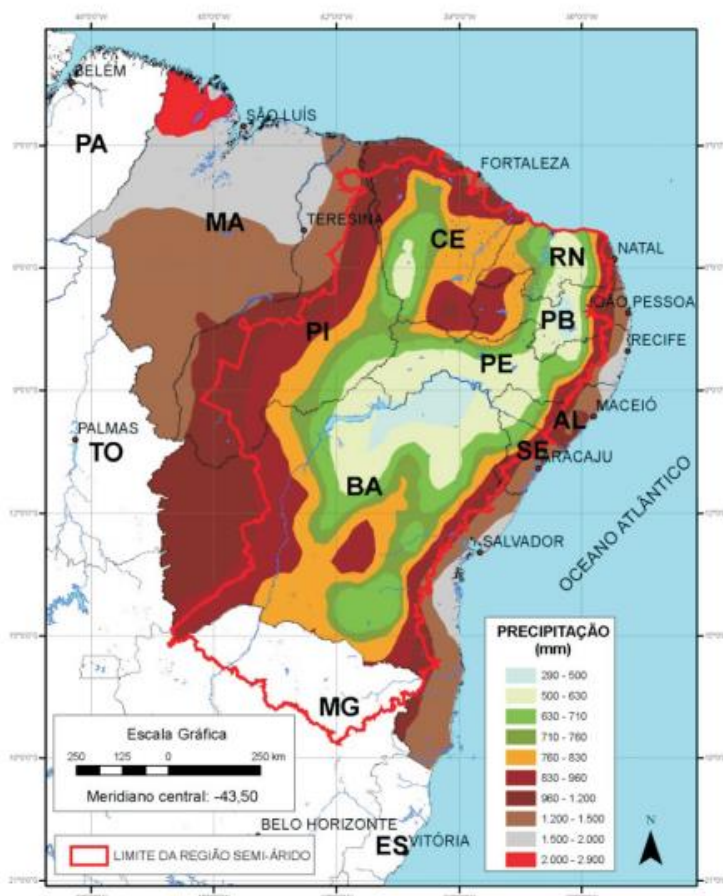 BELÉM
SÃO LUÍS
PA
FORTALEZA
MA
TERESINA
CE
RN
NATAL
JOÃO PESSOA
PI
PB
RECIFE
PE
MACEIÓ
AL
PALMAS
TO
SE
ARACAJU
BA
OCEANO ATLÂNTICO
SALVADOR
PRECIPITAÇÃO
(mm)
290 - 500
500 - 630
630 - 710
710 - 760
760 - 830
830 - 960
960 - 1.200
1.200 - 1.500
1.500 - 2.000
2.000 - 2.900
N
MG
Escala Gráfica
250 125 0 250 km
Meridiano central: -43,50
BELO HORIZONTE
ES
VITÓRIA
LIMITE DA REGIÃO SEMI-ÁRIDO